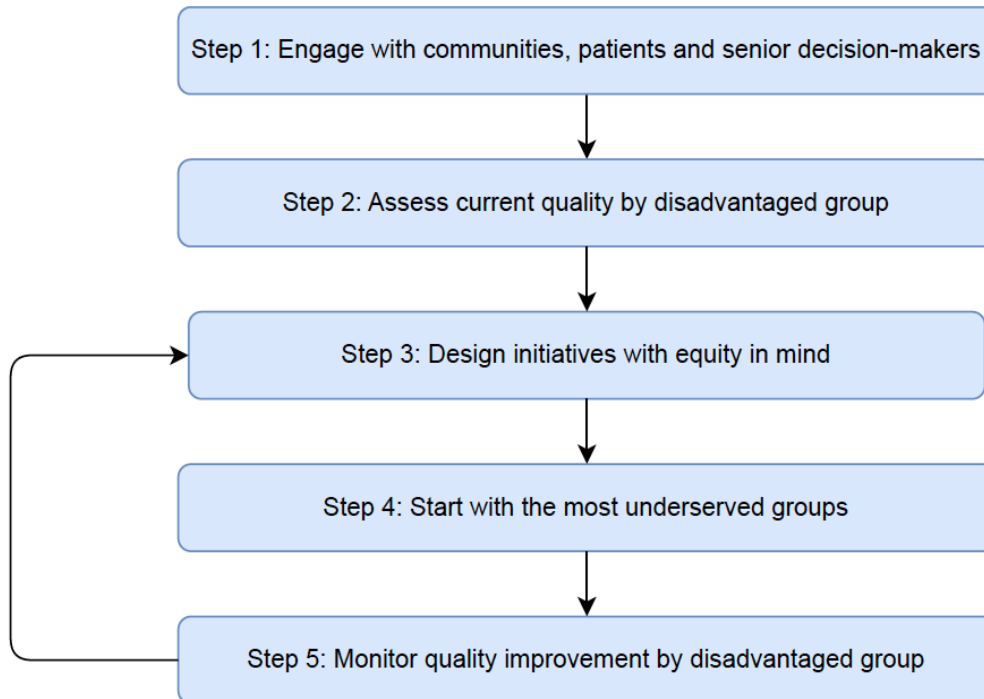 Step 1: Engage with communities, patients and senior decision-makers
Step 2: Assess current quality by disadvantaged group
Step 3: Design initiatives with equity in mind
Step 4: Start with the most underserved groups
Step 5: Monitor quality improvement by disadvantaged group